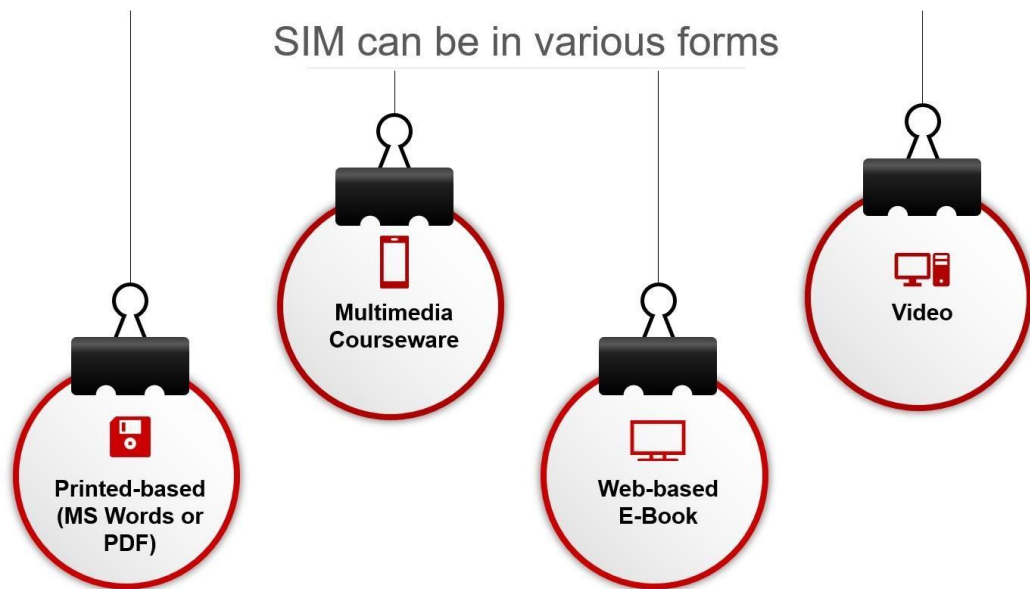 SIM can be in various forms
Printed-based
(MS Words or
PDF)
Multimedia
Courseware
Web-based
E-Book
Video